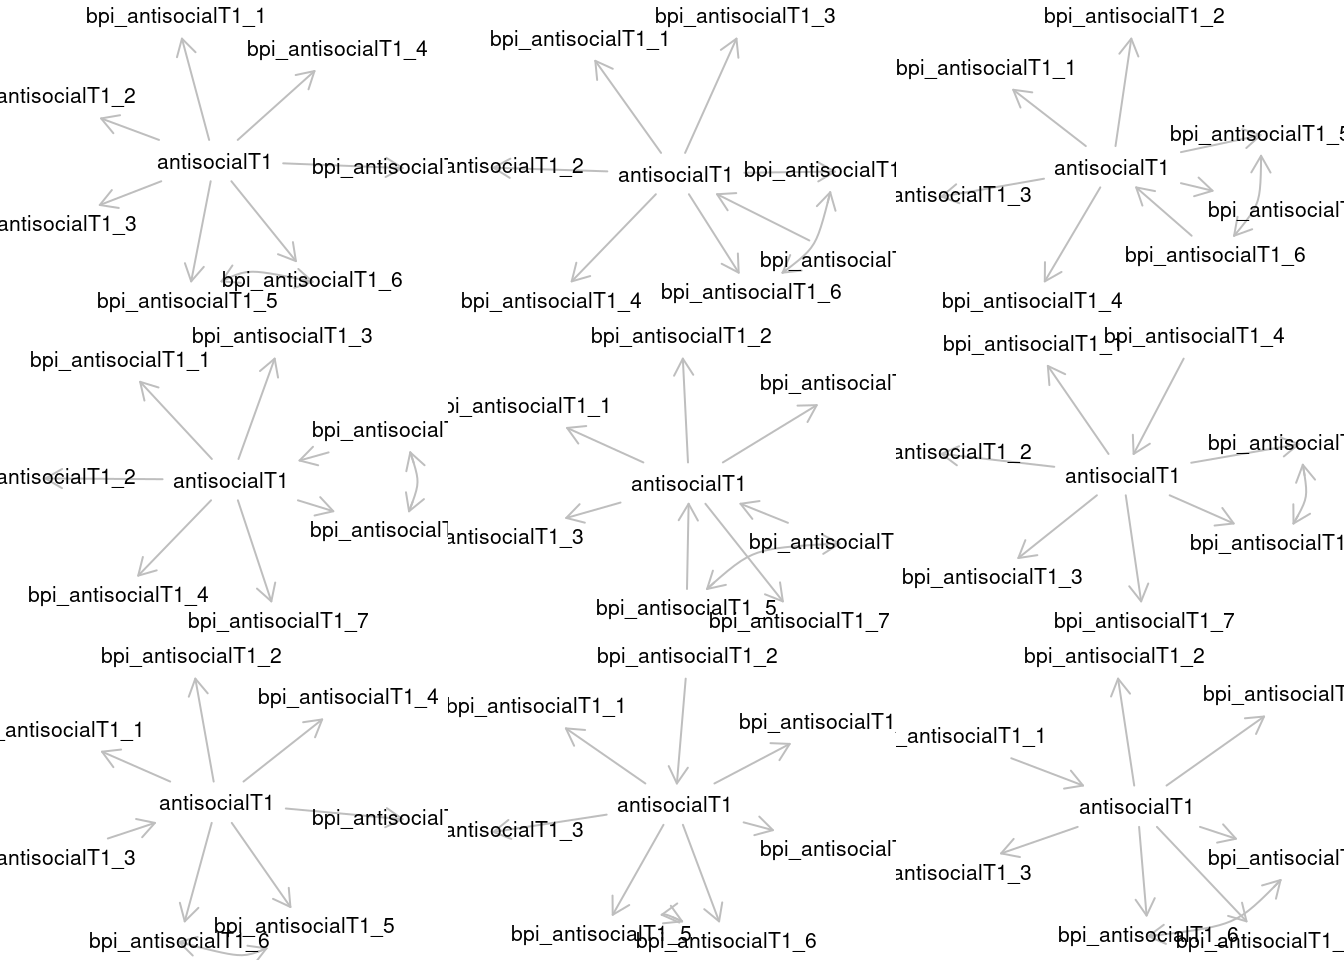 bpi_antisocialT1_1
bpi_antisocialT1_4
antisocialT1_2
antisocialT1
bpi_antisocialT
antisocialT1_3
bpi_antisocialT1_6
bpi_antisocialT1_5
bpi_antisocialT1_3
bpi_antisocialT1_1
antisocialT1_2
antisocialT1
bpi_antisocialT1
bpi_antisocialT
bpi_antisocialT1_4
bpi_antisocialT1_6
bpi_antisocialT1_2
bpi_antisocialT1_1
bpi_antisocialT1_5
antisocialT1
antisocialT1_3
bpi_antisocialT
bpi_antisocialT1_6
bpi_antisocialT1_4
bpi_antisocialT1_3
bpi_antisocialT1_1
bpi_antisocialT
antisocialT1_2
antisocialT1
bpi_antisocialT
bpi_antisocialT1_4
bpi_antisocialT1_7
bpi_antisocialT1_2
bpi_antisocialT
bpi_antisocialT1_1
antisocialT1
antisocialT1_3
bpi_antisocialT
bpi_antisocialT1_5
bpi_antisocialT1_7
bpi_antisocialT1_4
bpi_antisocialT1_1
bpi_antisocialT
antisocialT1_2
antisocialT1
bpi_antisocialT1
bpi_antisocialT1_3
bpi_antisocialT1_7
bpi_antisocialT1_2
bpi_antisocialT1_4
_antisocialT1_1
antisocialT1
bpi_antisocialT
antisocialT1_3
bpi_antisocialT1_5
bpi_antisocialT1_6
bpi_antisocialT1_2
bpi_antisocialT1_1
bpi_antisocialT1
antisocialT1
antisocialT1_3
bpi_antisocialT
bpi_antisocialT1_5
bpi_antisocialT1_6
bpi_antisocialT1_2
bpi_antisocialT
_antisocialT1_1
antisocialT1
bpi_antisocialT
antisocialT1_3
bpi_antisocialT1_6
bpi_antisocialT1_